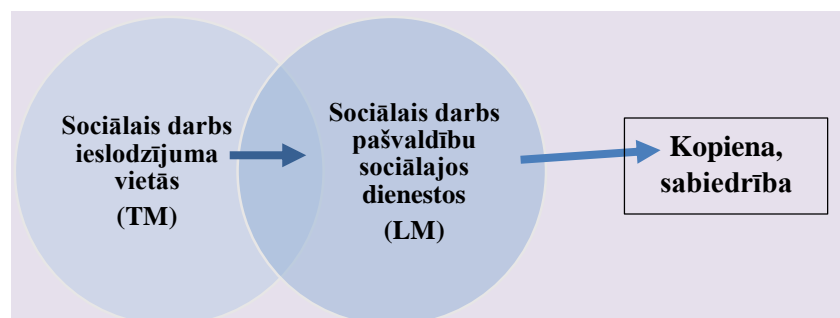 Sociālais darbs
ieslodzījuma
vietās
(TM)
Sociālais darbs
pašvaldību
sociālajos
dienestos
(LM)
Kopiena,
sabiedrība